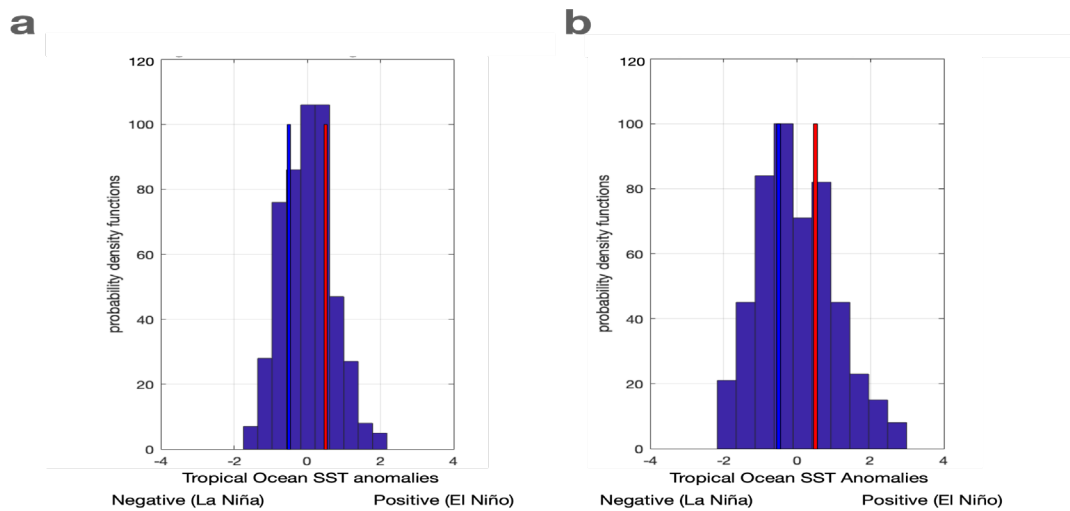 a
120
100
80
60
40
20
0
probability density functions
-4 -2 0 2 4
Tropical Ocean SST anomalies
Negative (La Niña) Positive (El Niño)
b
120
100
80
60
40
20
0
probability density functions
-4 -2 0 2 4
Tropical Ocean SST Anomalies
Negative (La Niña) Positive (El Niño)